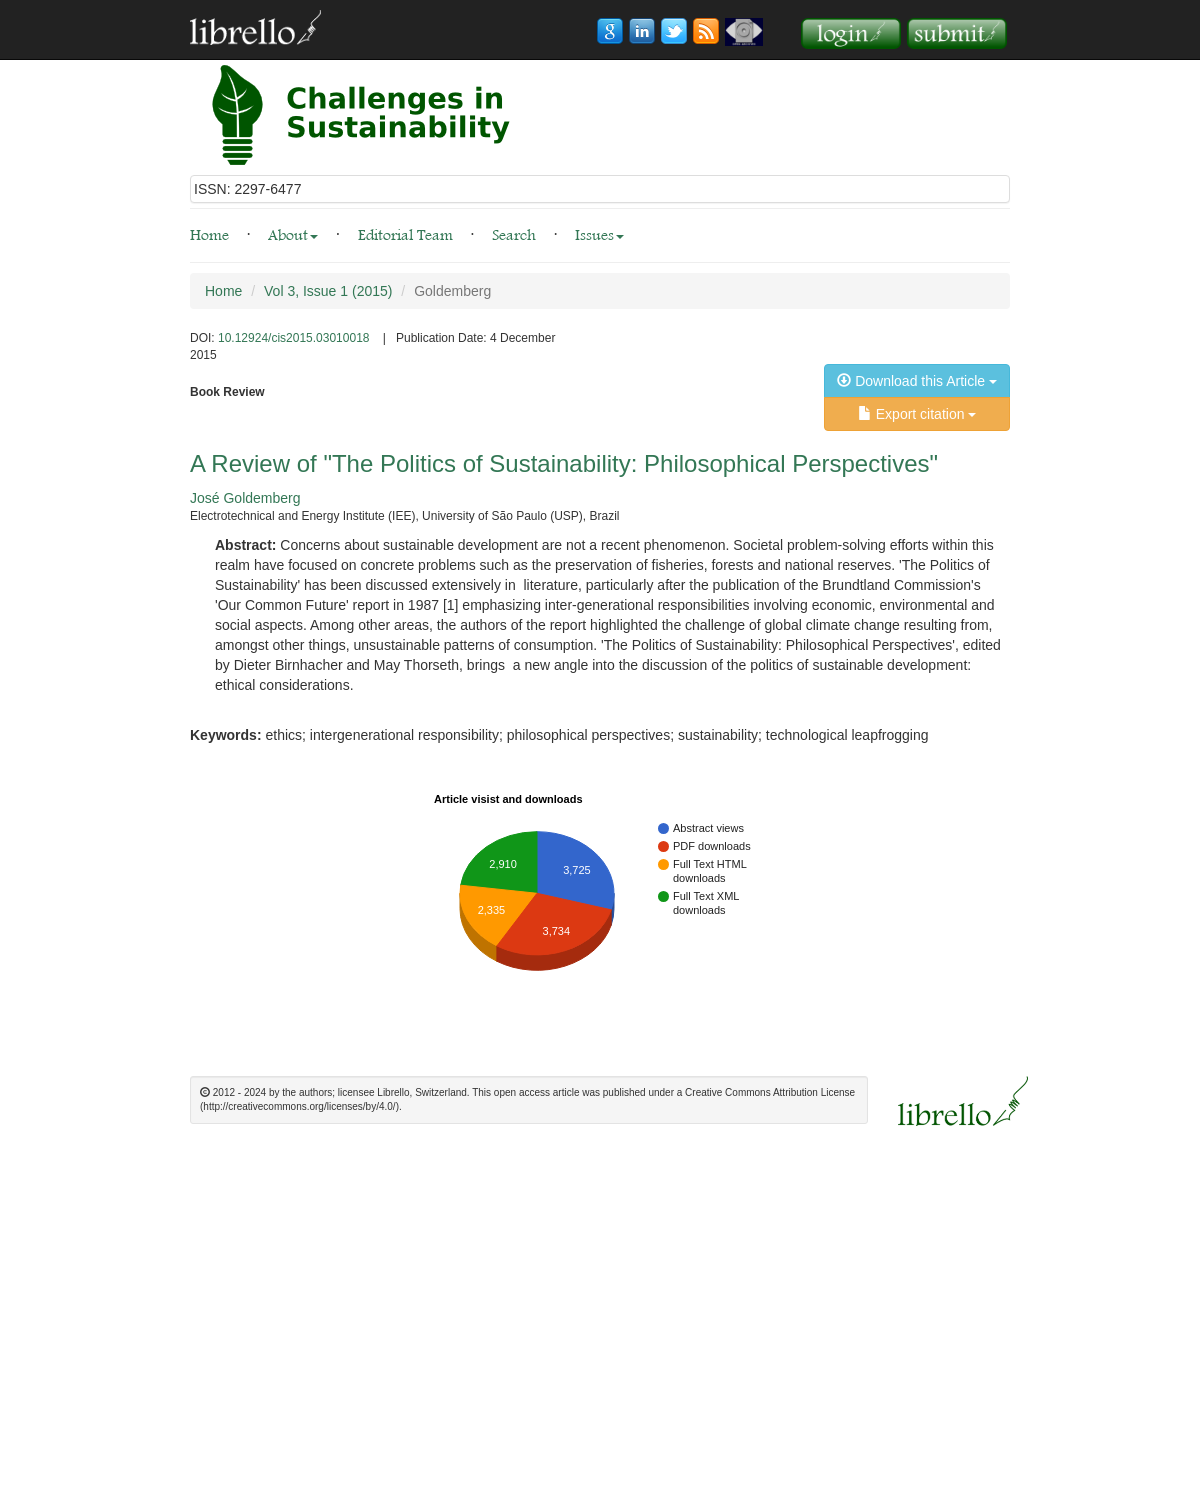 librello
login
submit
Challenges in
Sustainability
ISSN: 2297-6477
Home · About · Editorial Team · Search · Issues
Home / Vol 3, Issue 1 (2015) / Goldemberg
DOI: 10.12924/cis2015.03010018 | Publication Date: 4 December
2015
Book Review
Download this Article
Export citation
A Review of "The Politics of Sustainability: Philosophical Perspectives"
José Goldemberg
Electrotechnical and Energy Institute (IEE), University of São Paulo (USP), Brazil
Abstract: Concerns about sustainable development are not a recent phenomenon. Societal problem-solving efforts within this
realm have focused on concrete problems such as the preservation of fisheries, forests and national reserves. 'The Politics of
Sustainability' has been discussed extensively in  literature, particularly after the publication of the Brundtland Commission's
'Our Common Future' report in 1987 [1] emphasizing inter-generational responsibilities involving economic, environmental and
social aspects. Among other areas, the authors of the report highlighted the challenge of global climate change resulting from,
amongst other things, unsustainable patterns of consumption. 'The Politics of Sustainability: Philosophical Perspectives', edited
by Dieter Birnhacher and May Thorseth, brings  a new angle into the discussion of the politics of sustainable development:
ethical considerations.
Keywords: ethics; intergenerational responsibility; philosophical perspectives; sustainability; technological leapfrogging
Article visist and downloads
2,910
3,725
2,335
3,734
Abstract views
PDF downloads
Full Text HTML
downloads
Full Text XML
downloads
© 2012 - 2024 by the authors; licensee Librello, Switzerland. This open access article was published under a Creative Commons Attribution License
(http://creativecommons.org/licenses/by/4.0/).
librello